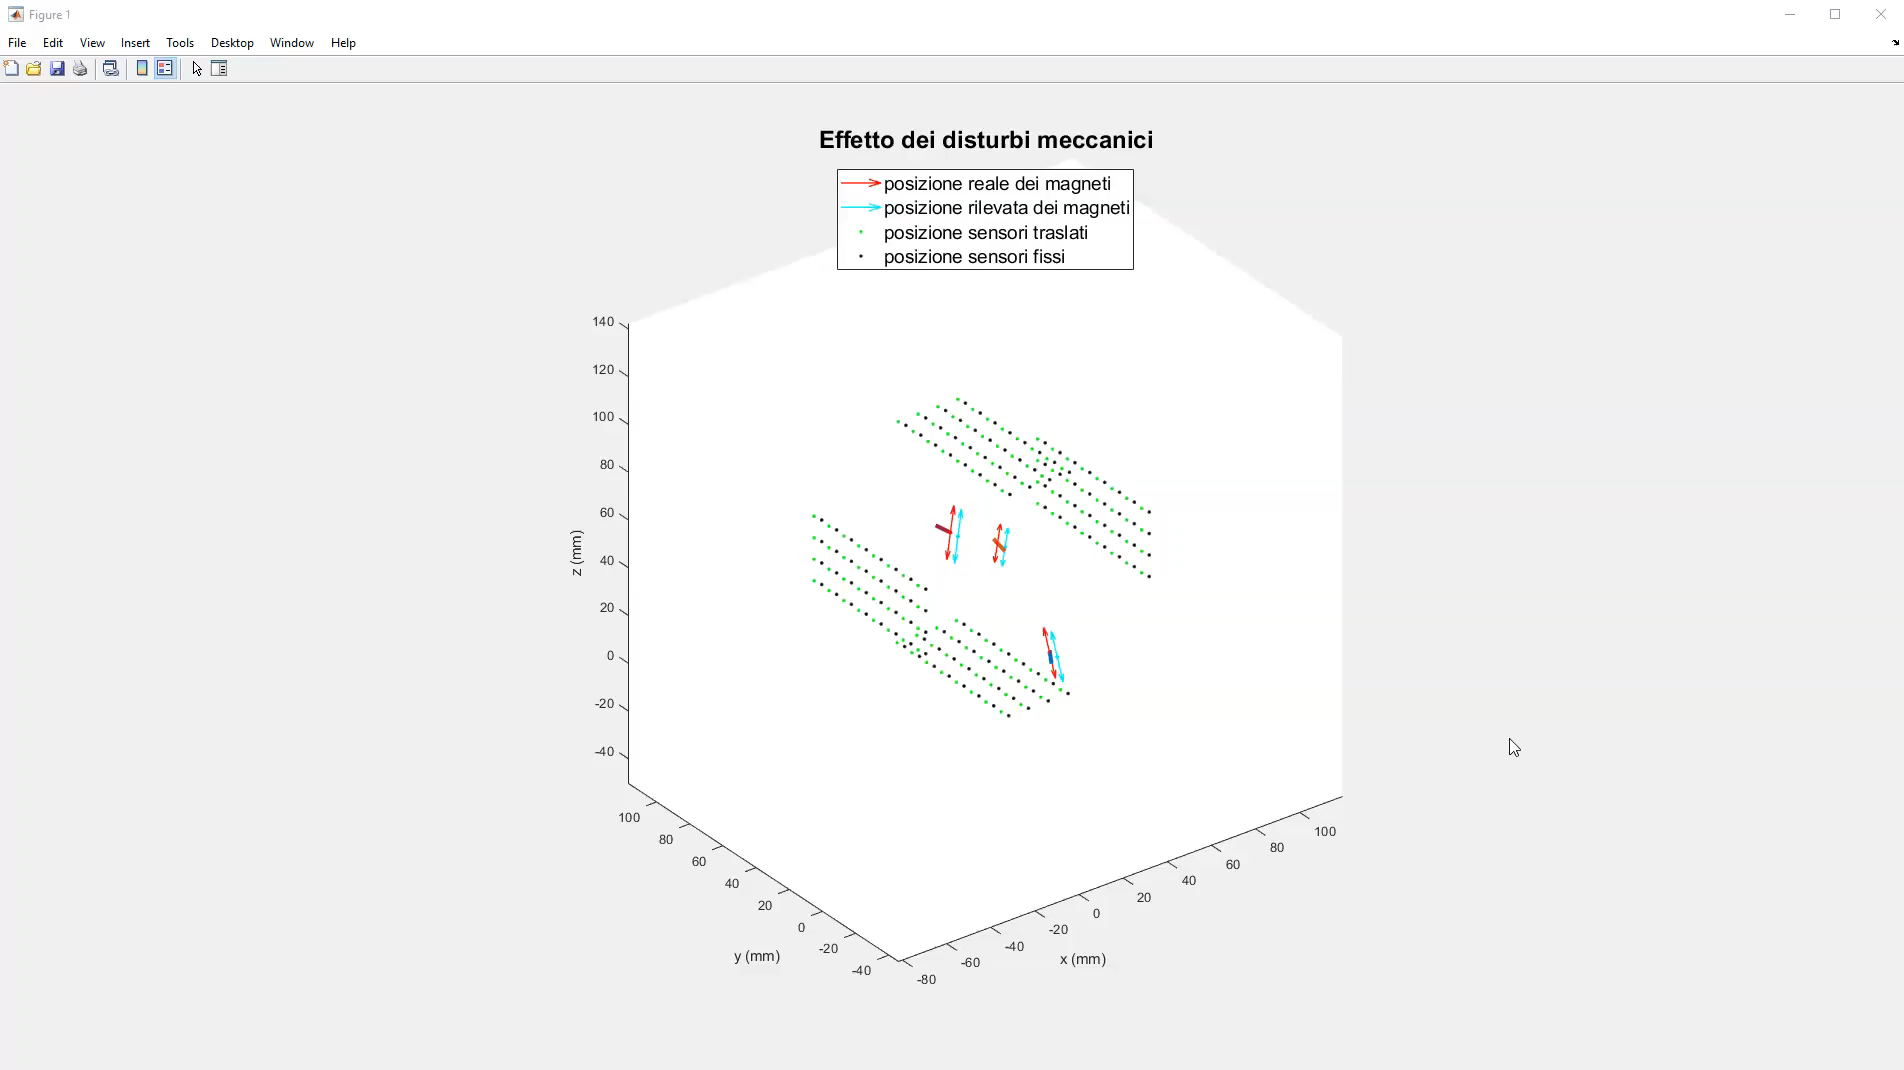 Figure 1
File Edit View Insert Tools Desktop Window Help
Effetto dei disturbi meccanici
posizione reale dei magneti
posizione rilevata dei magneti
posizione sensori traslati
posizione sensori fissi
140
120
100
80
60
40
20
0
-20
-40
z (mm)
100
80
60
40
20
0
-20
-40
y (mm)
-80
-60
-40
-20
0
20
40
60
80
100
x (mm)